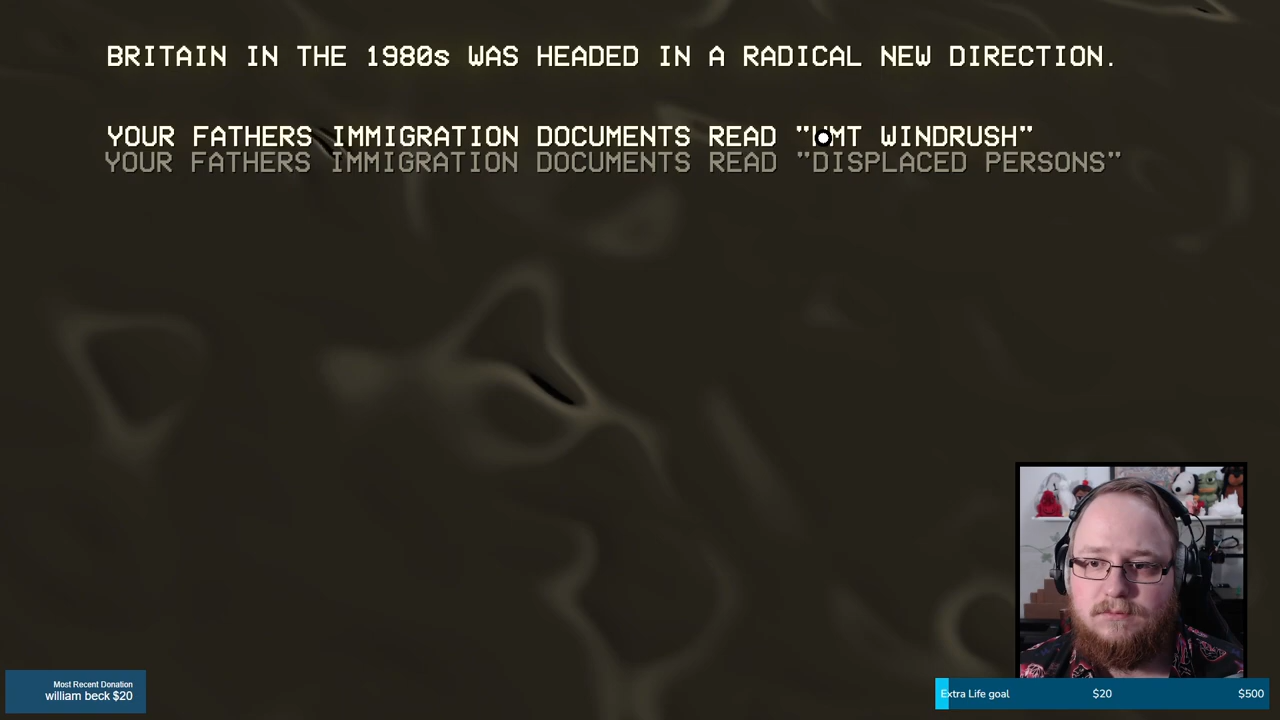 BRITAIN IN THE 1980s WAS HEADED IN A RADICAL NEW DIRECTION.
YOUR FATHERS IMMIGRATION DOCUMENTS READ "HMT WINDRUSH"
YOUR FATHERS IMMIGRATION DOCUMENTS READ "DISPLACED PERSONS"
Most Recent Donation
william beck $20
Extra Life goal $20 $500